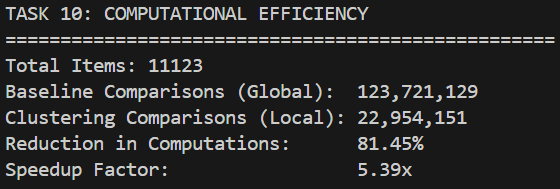 TASK 10: COMPUTATIONAL EFFICIENCY
==================================================
Total Items: 11123
Baseline Comparisons (Global):  123,721,129
Clustering Comparisons (Local): 22,954,151
Reduction in Computations:      81.45%
Speedup Factor:                 5.39x